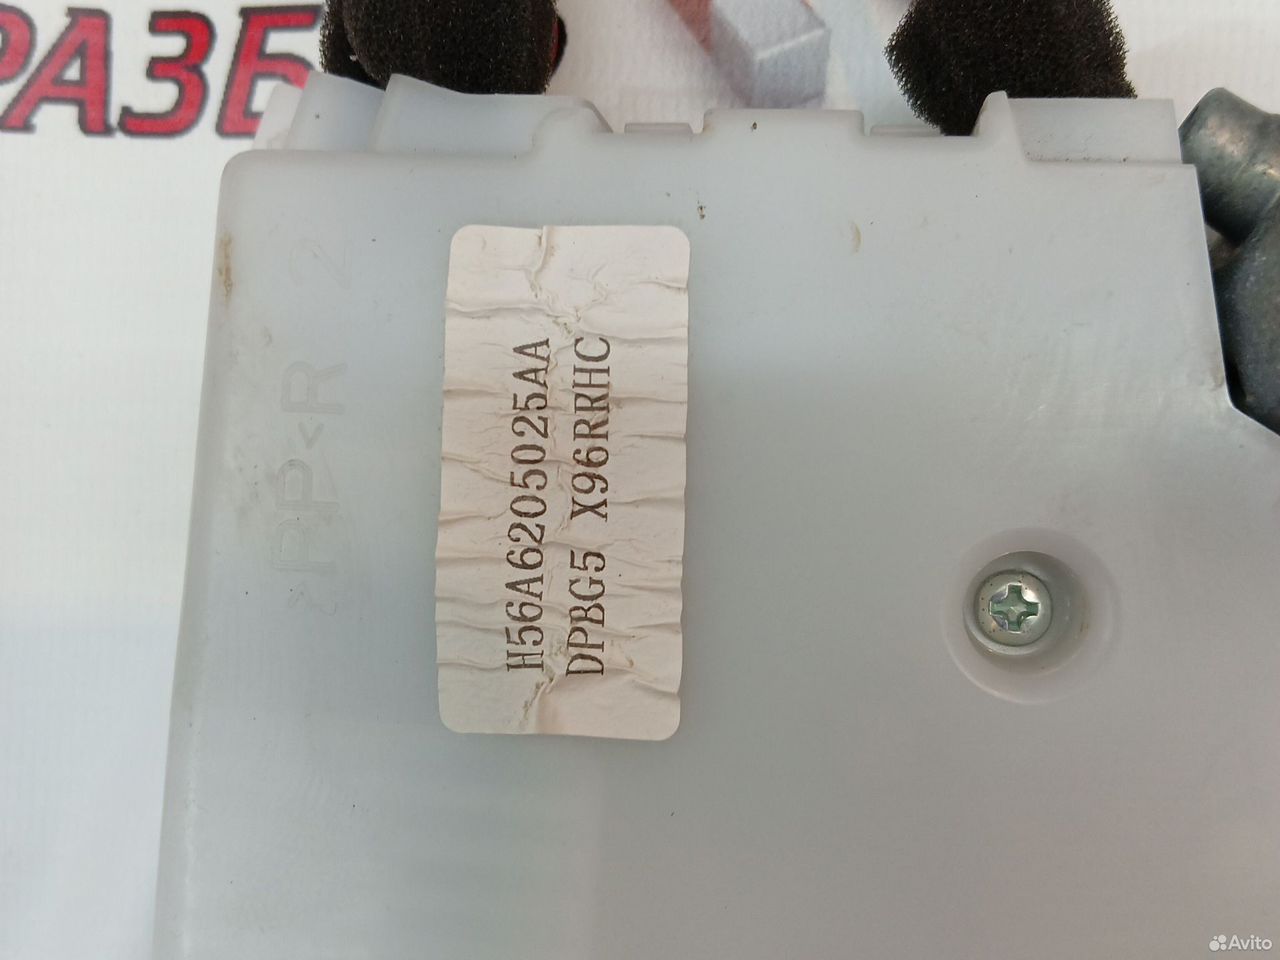 РАЗБ
H56A6205025AA
DPBG5 X96RRHC
>PP< R 2
Avito